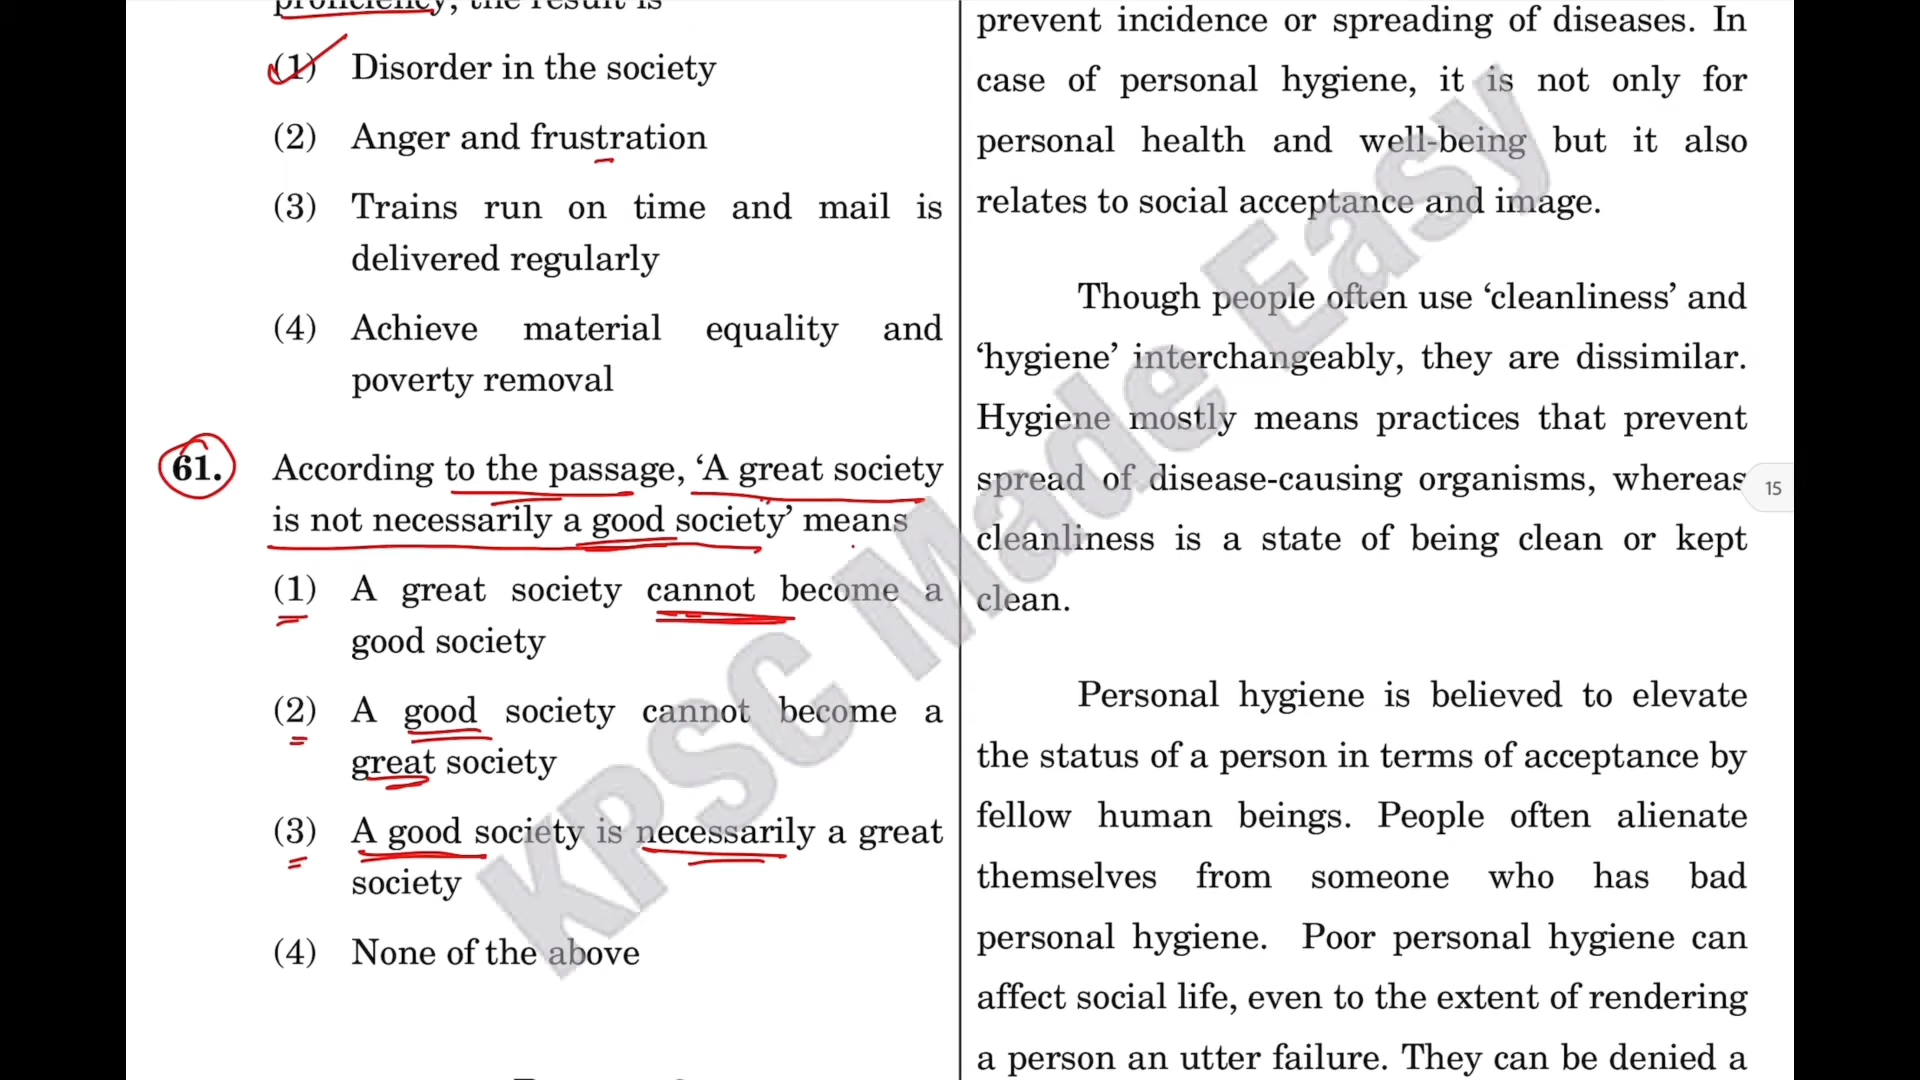 proficiency, the result is
(1) Disorder in the society
(2) Anger and frustration
(3) Trains run on time and mail is
delivered regularly
(4) Achieve material equality and
poverty removal
61. According to the passage, ‘A great society
is not necessarily a good society’ means
(1) A great society cannot become a
good society
(2) A good society cannot become a
great society
(3) A good society is necessarily a great
society
(4) None of the above
prevent incidence or spreading of diseases. In
case of personal hygiene, it is not only for
personal health and well-being but it also
relates to social acceptance and image.
Though people often use ‘cleanliness’ and
‘hygiene’ interchangeably, they are dissimilar.
Hygiene mostly means practices that prevent
spread of disease-causing organisms, whereas
cleanliness is a state of being clean or kept
clean.
Personal hygiene is believed to elevate
the status of a person in terms of acceptance by
fellow human beings. People often alienate
themselves from someone who has bad
personal hygiene. Poor personal hygiene can
affect social life, even to the extent of rendering
a person an utter failure. They can be denied a
15
KPSC Made Easy